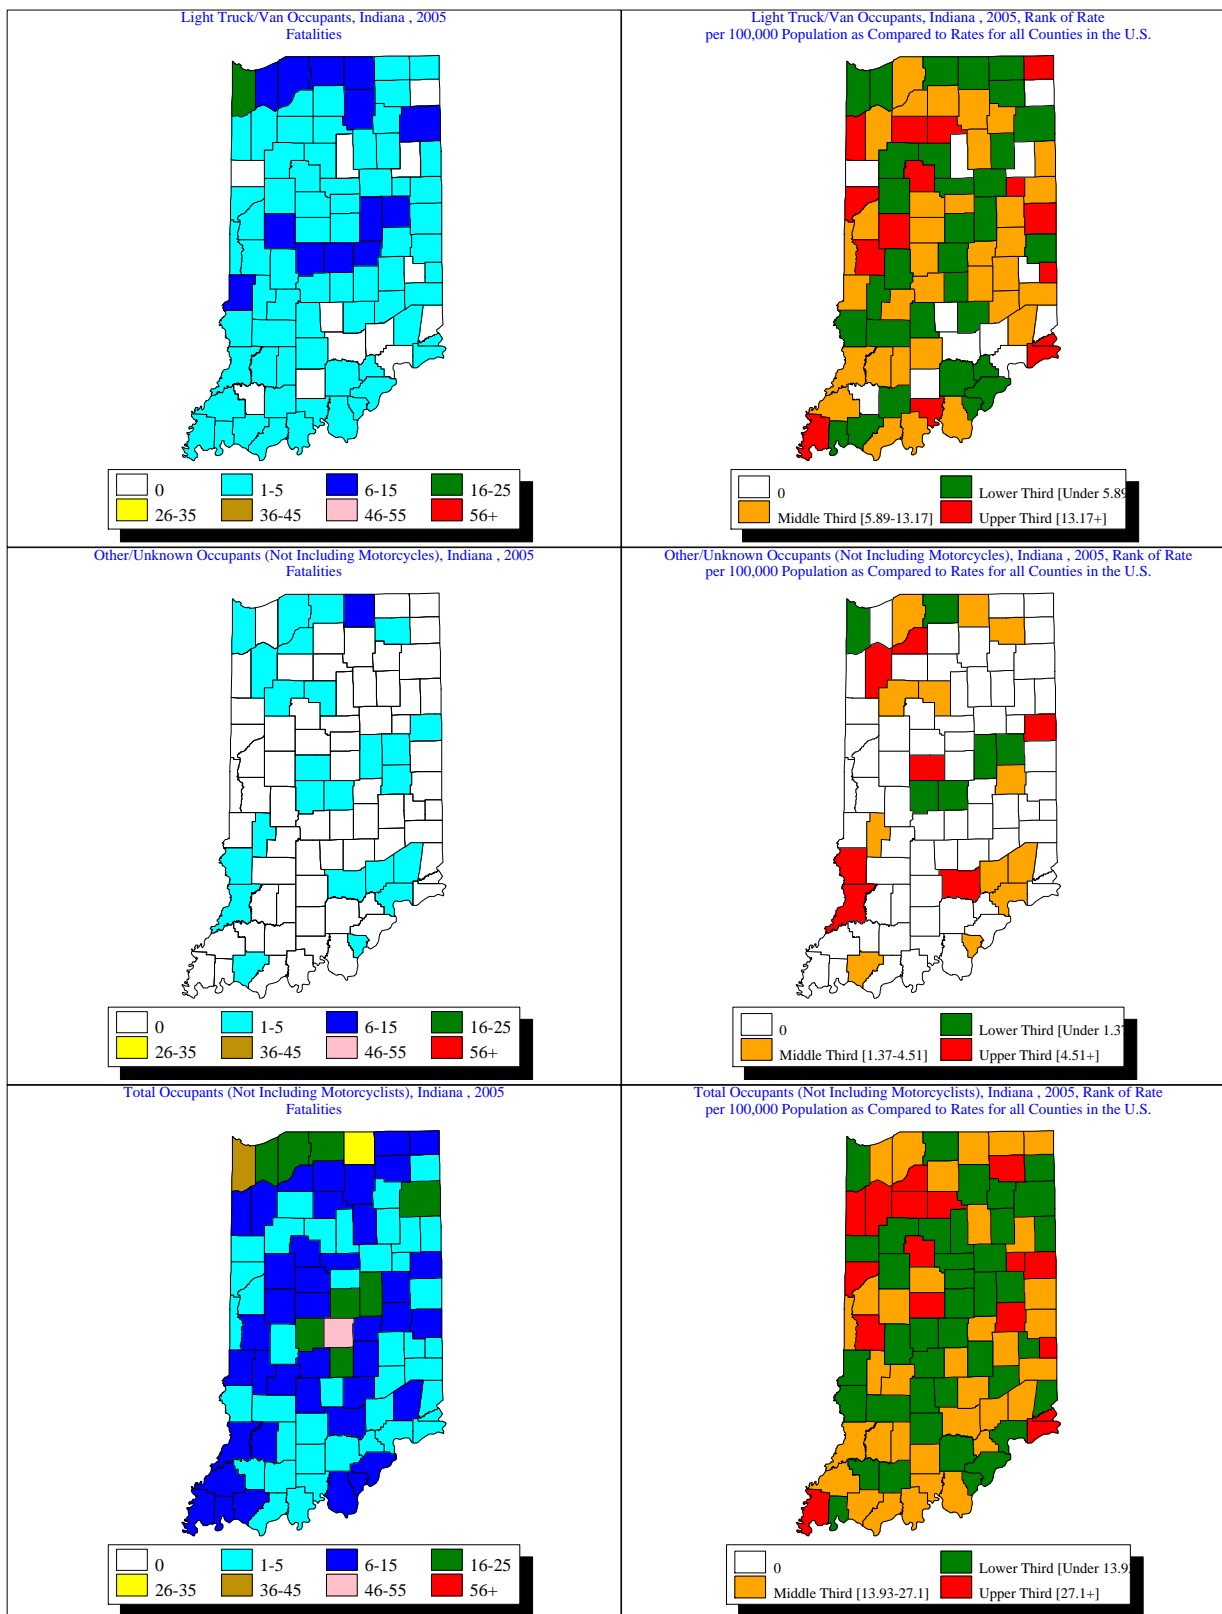 Light Truck/Van Occupants, Indiana , 2005
Fatalities
0
1-5
6-15
16-25
26-35
36-45
46-55
56+
Light Truck/Van Occupants, Indiana , 2005, Rank of Rate
per 100,000 Population as Compared to Rates for all Counties in the U.S.
0
Lower Third [Under 5.89
Middle Third [5.89-13.17]
Upper Third [13.17+]
Other/Unknown Occupants (Not Including Motorcycles), Indiana , 2005
Fatalities
0
1-5
6-15
16-25
26-35
36-45
46-55
56+
Other/Unknown Occupants (Not Including Motorcycles), Indiana , 2005, Rank of Rate
per 100,000 Population as Compared to Rates for all Counties in the U.S.
0
Lower Third [Under 1.37
Middle Third [1.37-4.51]
Upper Third [4.51+]
Total Occupants (Not Including Motorcyclists), Indiana , 2005
Fatalities
0
1-5
6-15
16-25
26-35
36-45
46-55
56+
Total Occupants (Not Including Motorcyclists), Indiana , 2005, Rank of Rate
per 100,000 Population as Compared to Rates for all Counties in the U.S.
0
Lower Third [Under 13.93
Middle Third [13.93-27.1]
Upper Third [27.1+]